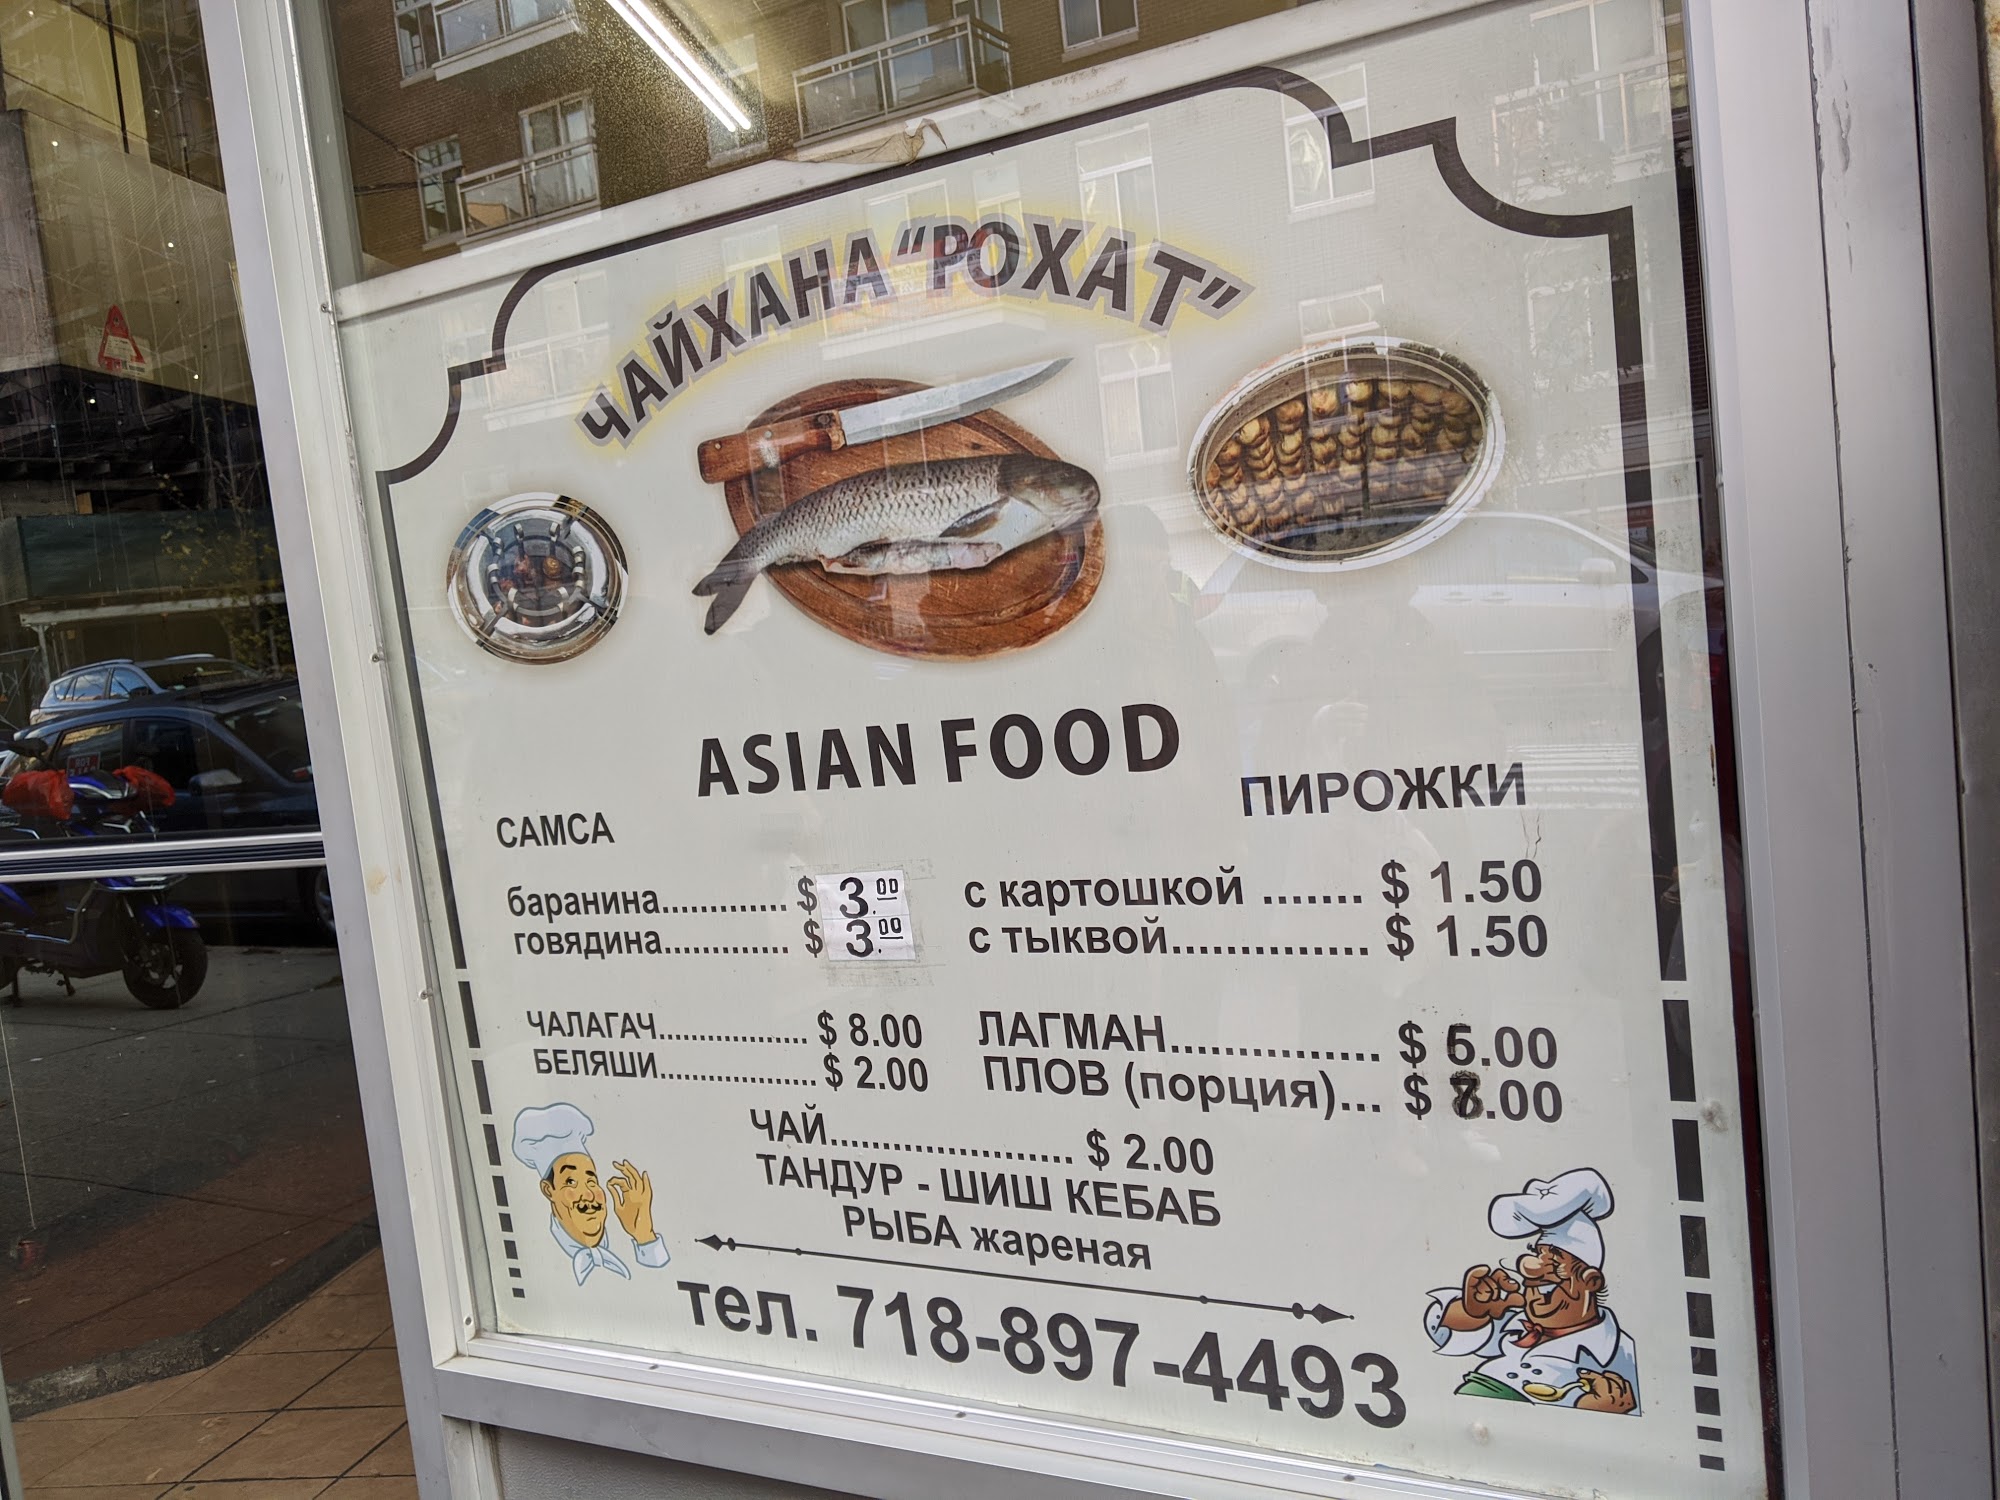 ЧАЙХАНА "РОХАТ"
ASIAN FOOD
САМСА
баранина............. $ 3.00
говядина............. $ 3.00
ПИРОЖКИ
с картошкой ....... $ 1.50
с тыквой.............. $ 1.50
ЧАЛАГАЧ................. $ 8.00
БЕЛЯШИ.................. $ 2.00
ЛАГМАН............... $ 6.00
ПЛОВ (порция)... $ 8.00
ЧАЙ....................... $ 2.00
ТАНДУР - ШИШ КЕБАБ
РЫБА жареная
тел. 718-897-4493